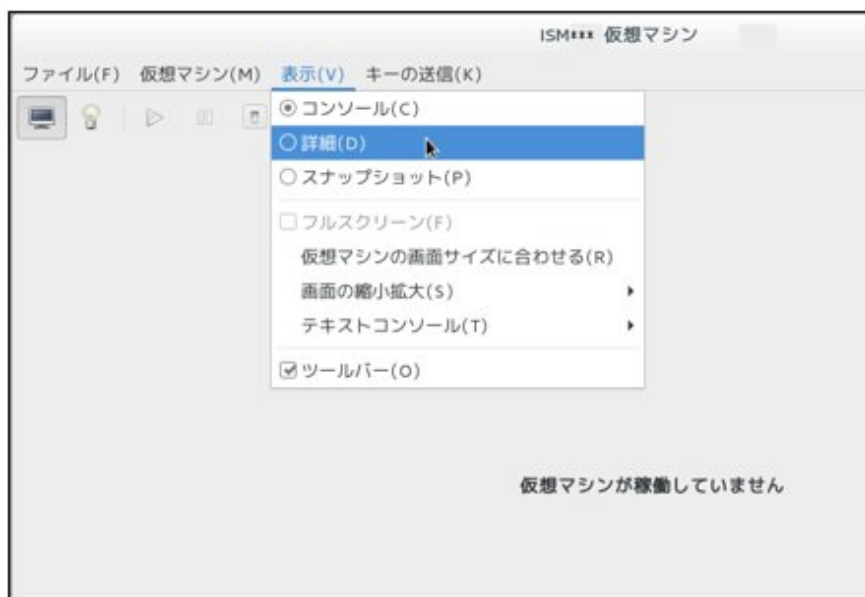 ISM*** 仮想マシン
ファイル(F) 仮想マシン(M) 表示(V) キーの送信(K)
コンソール(C)
詳細(D)
スナップショット(P)
フルスクリーン(F)
仮想マシンの画面サイズに合わせる(R)
画面の縮小拡大(S)
テキストコンソール(T)
ツールバー(O)
仮想マシンが稼働していません